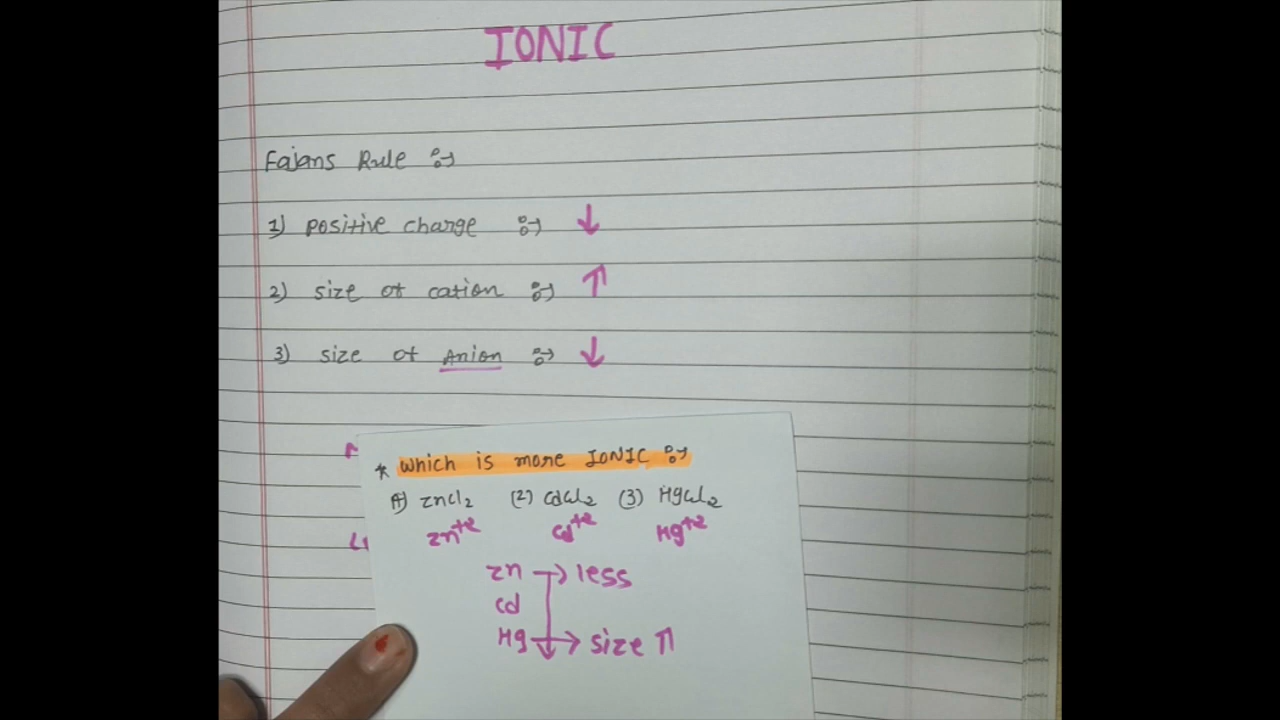 IONIC
Fajans Rule :-
1) positive charge :- ↓
2) size of cation :- ↑
3) size of Anion :- ↓
* Which is more IONIC :-
A) ZnCl2 (2) CdCl2 (3) HgCl2
Zn+2 Cd+2 Hg+2
Zn → less
Cd
Hg → size ↑